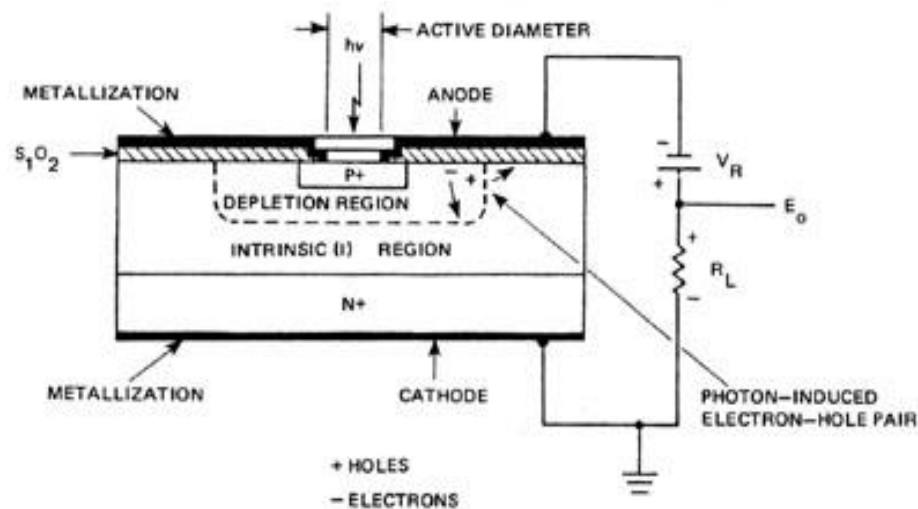 ACTIVE DIAMETER
hν
METALLIZATION
ANODE
S₁O₂
P+
- +
DEPLETION REGION
INTRINSIC (I) REGION
N+
METALLIZATION
CATHODE
-
V_R
+
E_o
+
R_L
-
PHOTON-INDUCED
ELECTRON-HOLE PAIR
+ HOLES
- ELECTRONS